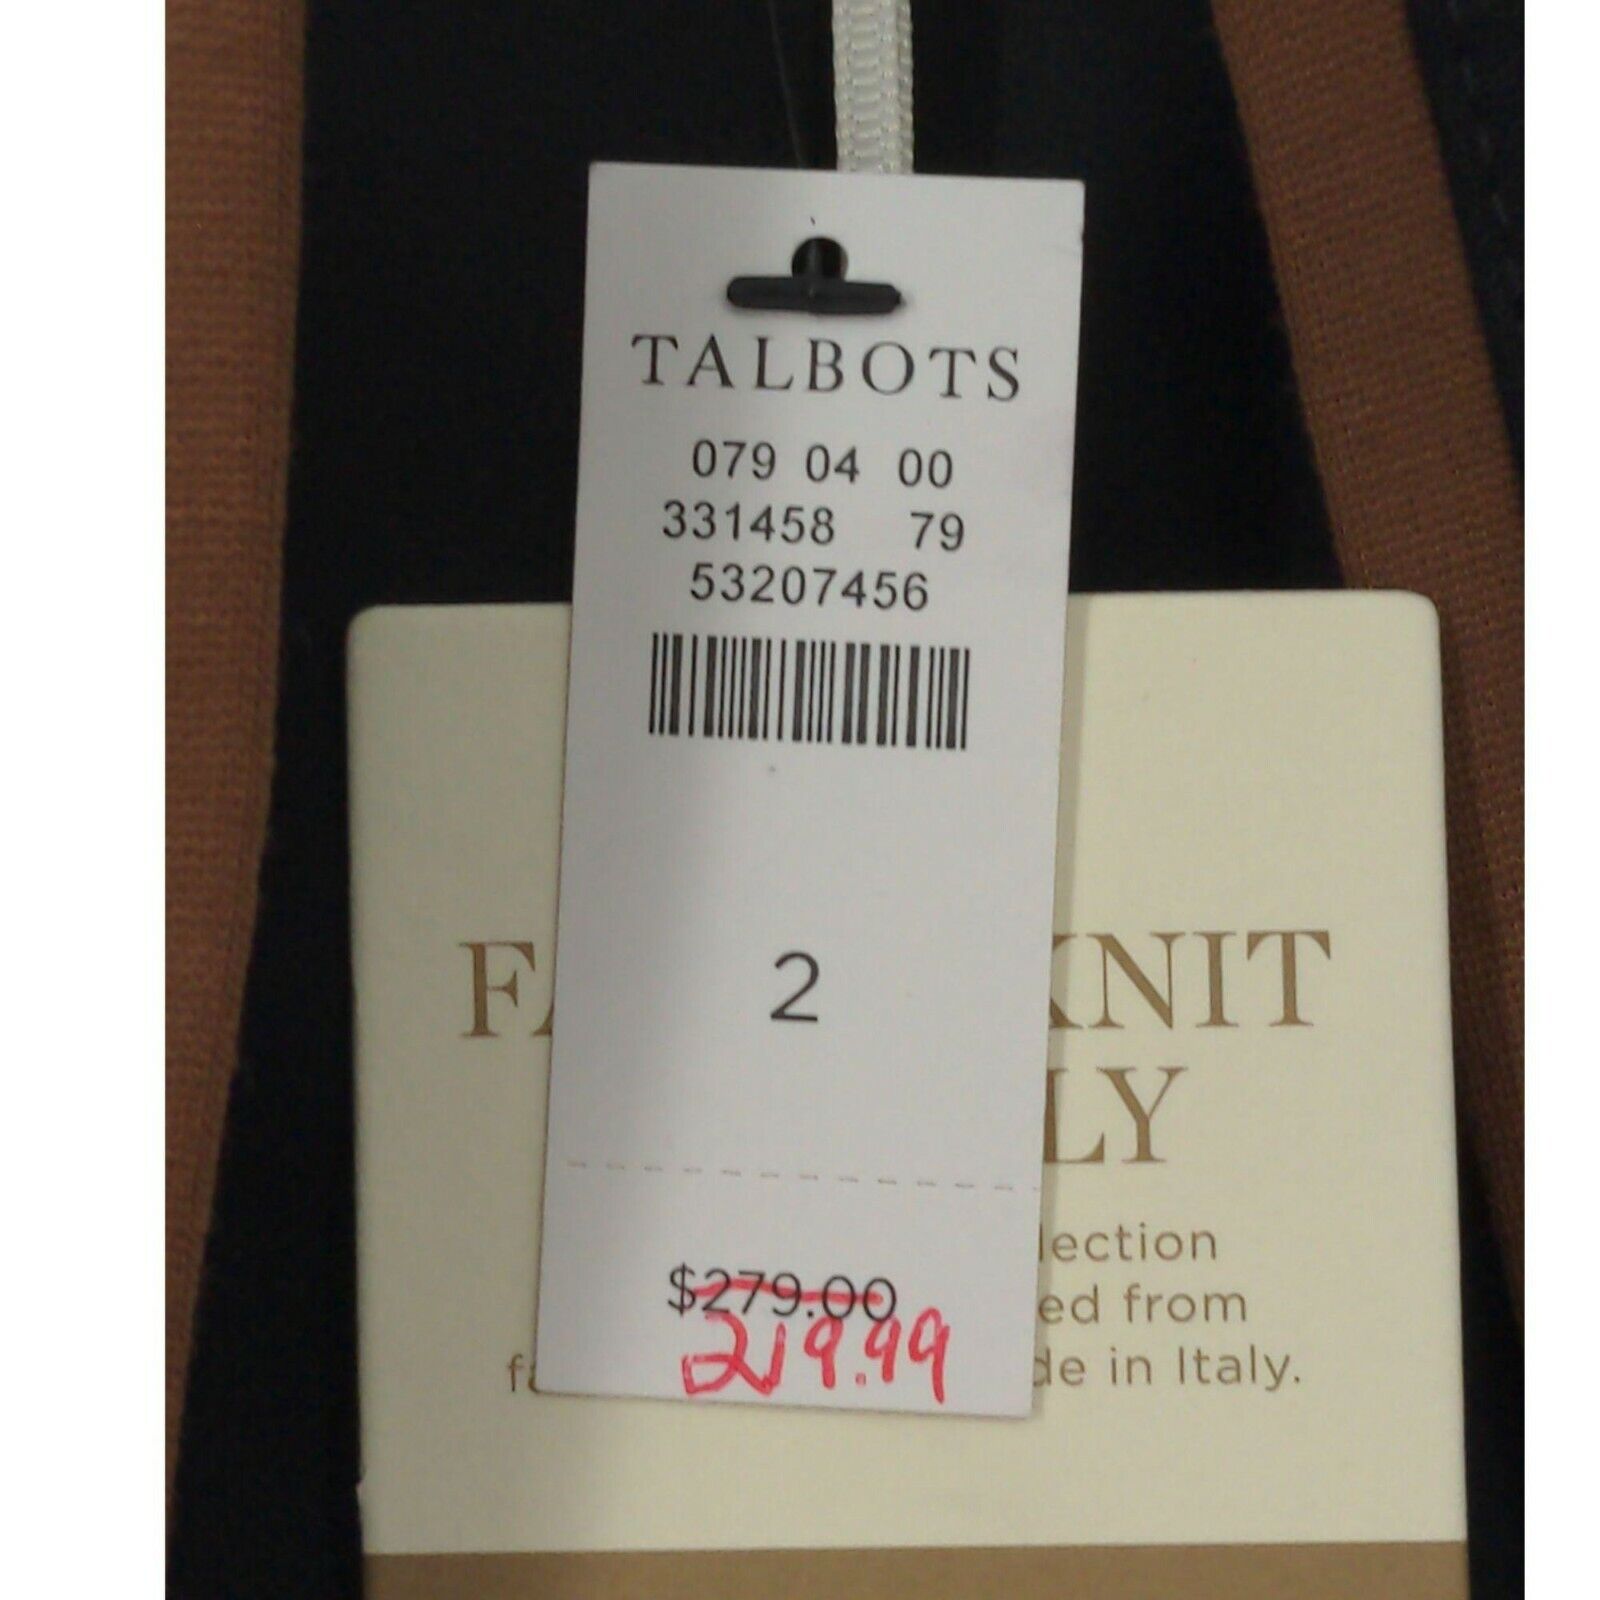 TALBOTS
079 04 00
331458 79
53207456
2
$279.00
219.99
KNIT
LY
lection
ed from
de in Italy.